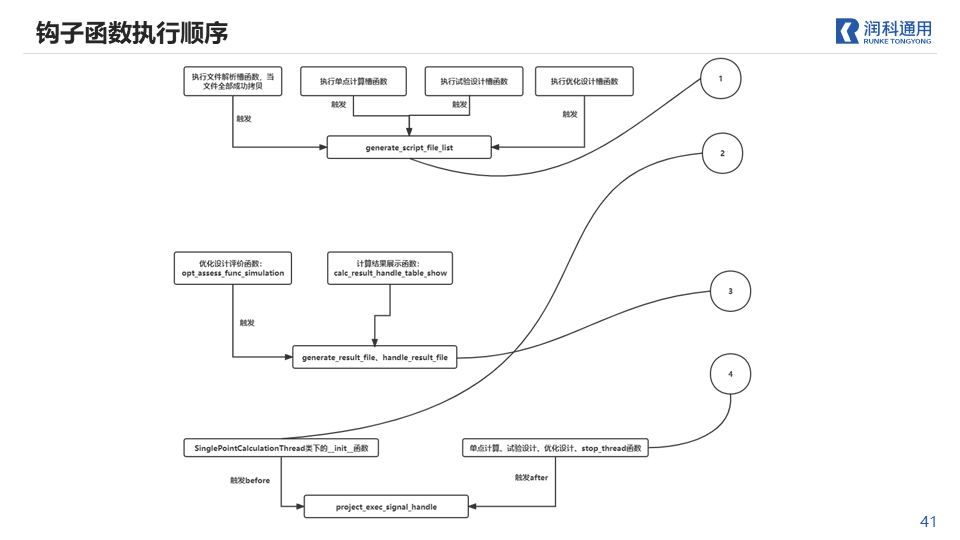 钩子函数执行顺序
润科通用
RUNKE TONGYONG
执行文件解析槽函数，当
文件全部成功拷贝
执行单点计算槽函数
执行试验设计槽函数
执行优化设计槽函数
1
触发
触发
触发
触发
generate_script_file_list
2
优化设计评价函数：
opt_assess_func_simulation
计算结果展示函数：
calc_result_handle_table_show
3
触发
generate_result_file、handle_result_file
4
SinglePointCalculationThread类下的__init__函数
单点计算、试验设计、优化设计、stop_thread函数
触发before
触发after
project_exec_signal_handle
41